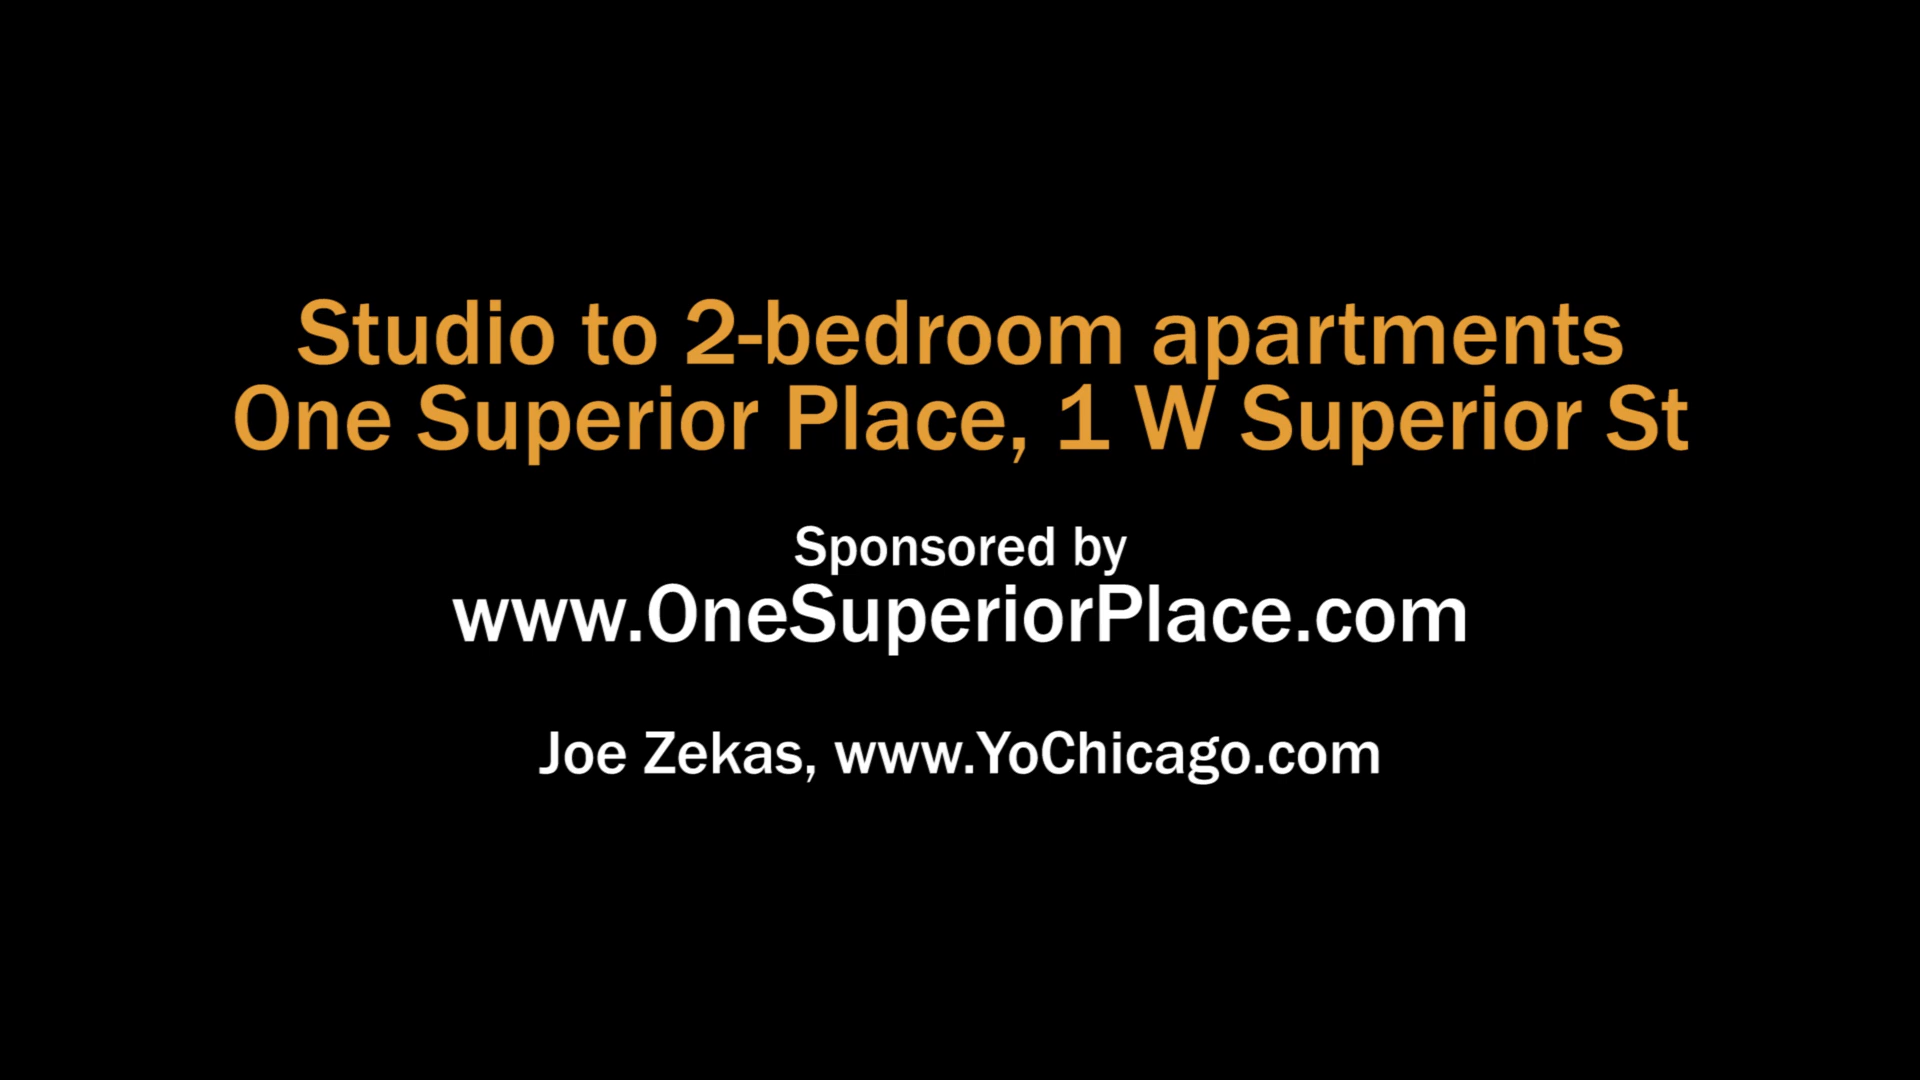 Studio to 2-bedroom apartments
One Superior Place, 1 W Superior St
Sponsored by
www.OneSuperiorPlace.com
Joe Zekas, www.YoChicago.com